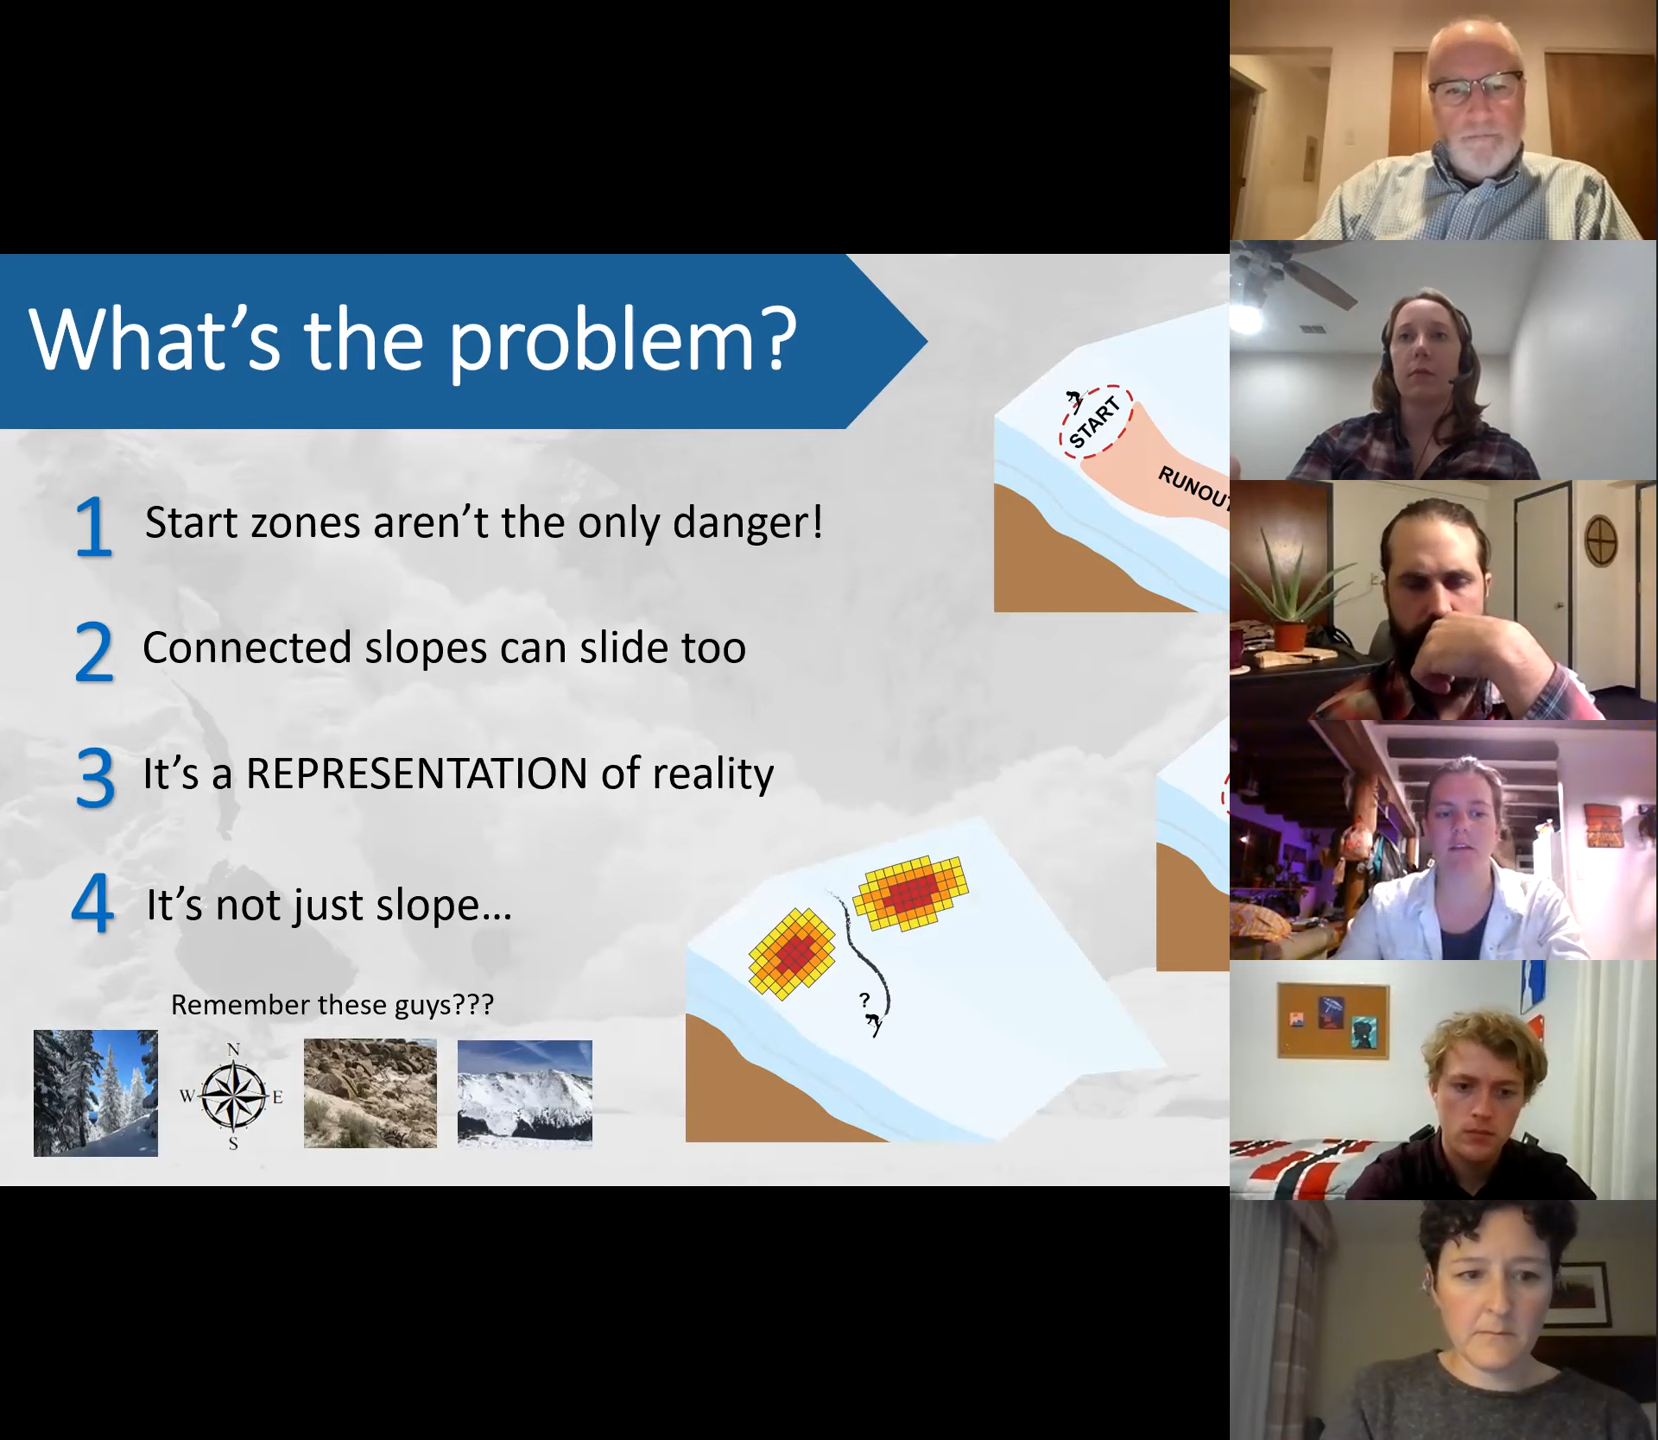 What's the problem?
START
RUNOU
1 Start zones aren't the only danger!
2 Connected slopes can slide too
3 It's a REPRESENTATION of reality
4 It's not just slope...
?
Remember these guys???
N
W E
S